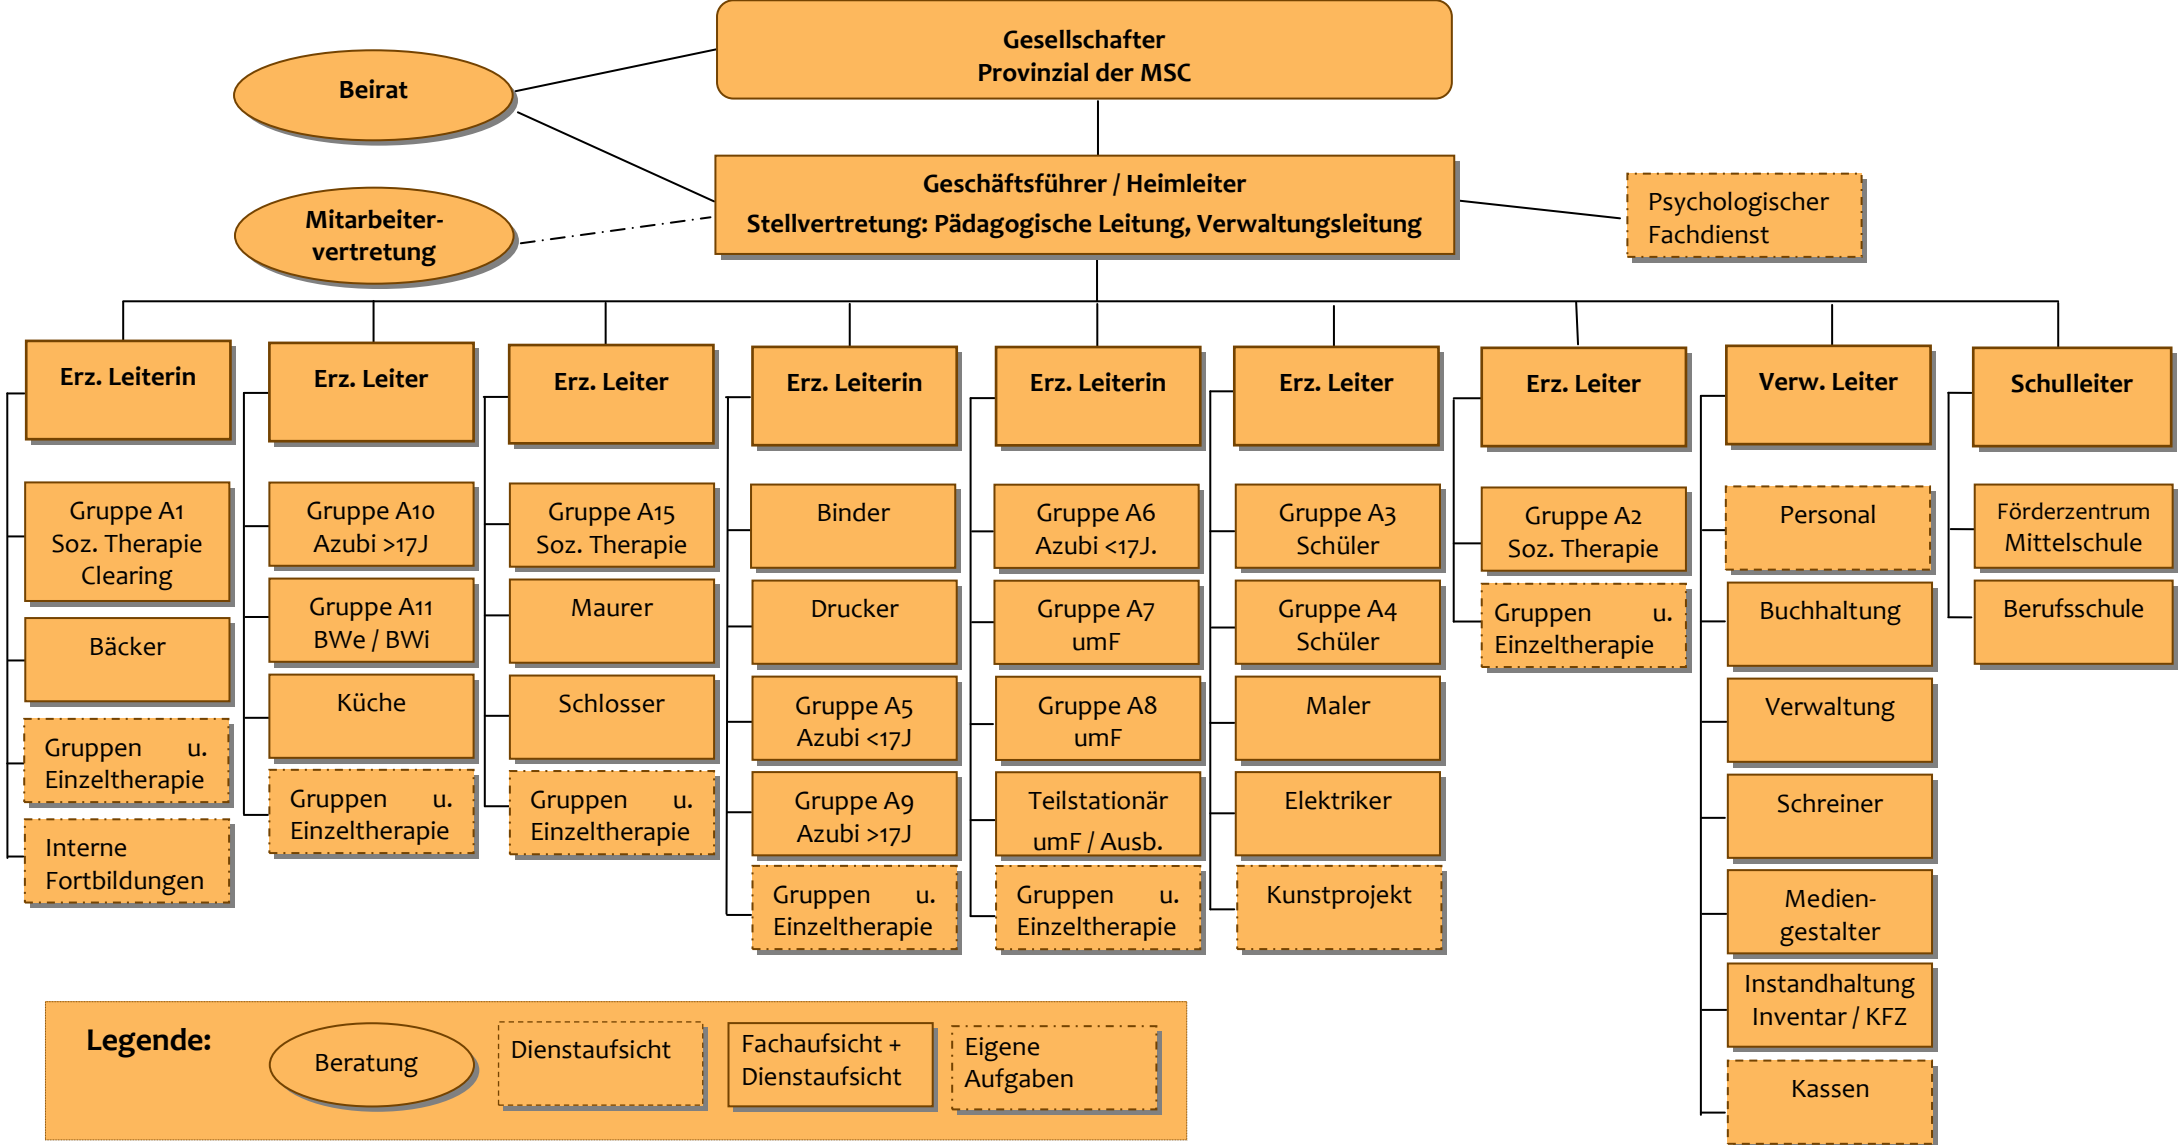 Gesellschafter
Provinzial der MSC
Beirat
Geschäftsführer / Heimleiter
Stellvertretung: Pädagogische Leitung, Verwaltungsleitung
Mitarbeiter-
vertretung
Psychologischer
Fachdienst
Erz. Leiterin
Gruppe A1
Soz. Therapie
Clearing
Bäcker
Gruppen u.
Einzeltherapie
Interne
Fortbildungen
Erz. Leiter
Gruppe A10
Azubi >17J
Gruppe A11
BWe / BWi
Küche
Gruppen u.
Einzeltherapie
Erz. Leiter
Gruppe A15
Soz. Therapie
Maurer
Schlosser
Gruppen u.
Einzeltherapie
Erz. Leiterin
Binder
Drucker
Gruppe A5
Azubi <17J
Gruppe A9
Azubi >17J
Gruppen u.
Einzeltherapie
Erz. Leiterin
Gruppe A6
Azubi <17J.
Gruppe A7
umF
Gruppe A8
umF
Teilstationär
umF / Ausb.
Gruppen u.
Einzeltherapie
Erz. Leiter
Gruppe A3
Schüler
Gruppe A4
Schüler
Maler
Elektriker
Kunstprojekt
Erz. Leiter
Gruppe A2
Soz. Therapie
Gruppen u.
Einzeltherapie
Verw. Leiter
Personal
Buchhaltung
Verwaltung
Schreiner
Medien-
gestalter
Instandhaltung
Inventar / KFZ
Kassen
Schulleiter
Förderzentrum
Mittelschule
Berufsschule
Legende:
Beratung
Dienstaufsicht
Fachaufsicht +
Dienstaufsicht
Eigene
Aufgaben